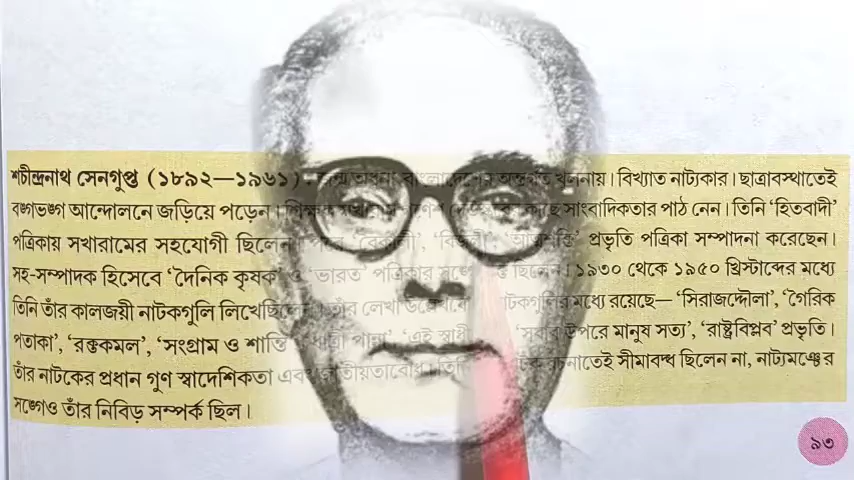 শচীন্দ্রনাথ সেনগুপ্ত (১৮৯২—১৯৬১) : জন্ম অধুনা বাংলাদেশের অন্তর্গত খুলনায়। বিখ্যাত নাট্যকার। ছাত্রাবস্থাতেই
বঙ্গভঙ্গ আন্দোলনে জড়িয়ে পড়েন। সাংবাদিকতার পাঠ নেন। তিনি ‘হিতবাদী’
পত্রিকায় সখারামের সহযোগী ছিলেন। প্রভৃতি পত্রিকা সম্পাদনা করেছেন।
সহ-সম্পাদক হিসেবে ‘দৈনিক কৃষক’ ও ‘ভারত’ পত্রিকার সঙ্গে ছিলেন। ১৯৩০ থেকে ১৯৫০ খ্রিস্টাব্দের মধ্যে
তিনি তাঁর কালজয়ী নাটকগুলি লিখেছিলেন। তাঁর লেখা মধ্যে রয়েছে— ‘সিরাজদ্দৌলা’, ‘গৈরিক
পতাকা’, ‘রক্তকমল’, ‘সংগ্রাম ও শান্তি’ ‘সবার উপরে মানুষ সত্য’, ‘রাষ্ট্রবিপ্লব’ প্রভৃতি।
তাঁর নাটকের প্রধান গুণ স্বাদেশিকতা এবং রচনাতেই সীমাবদ্ধ ছিলেন না, নাট্যমঞ্চের
সঙ্গেও তাঁর নিবিড় সম্পর্ক ছিল।
৯৩